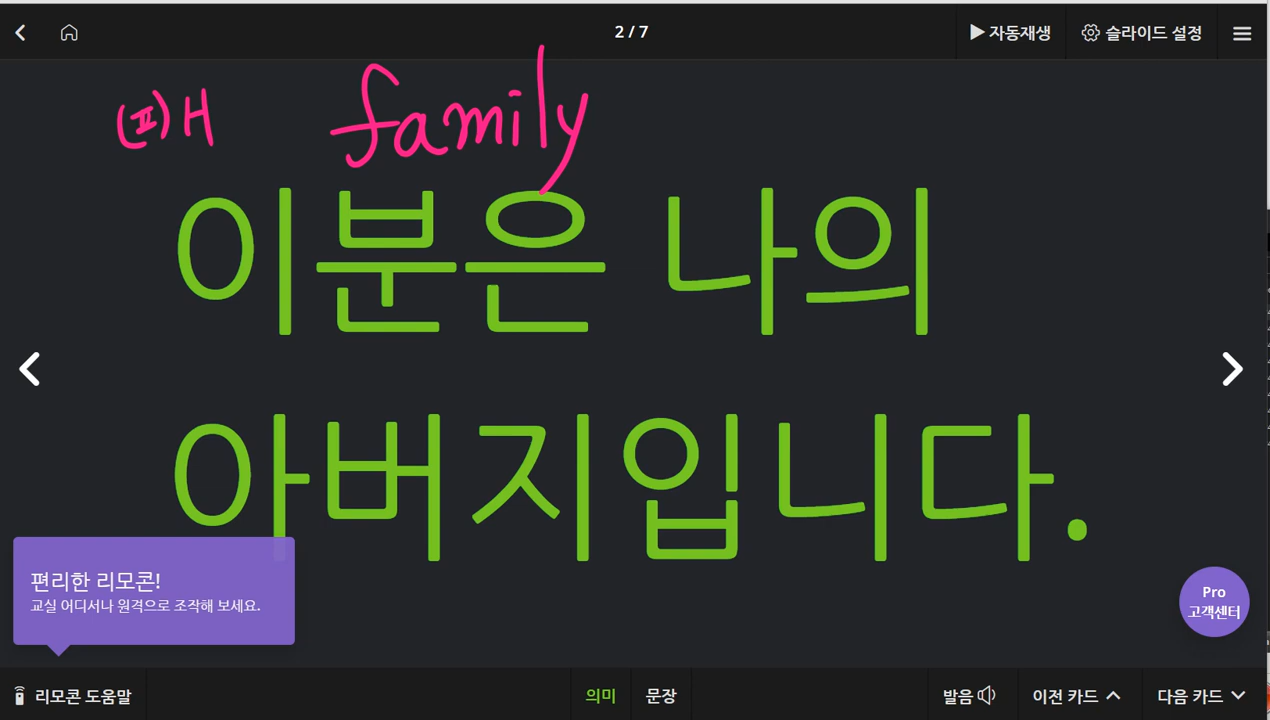 2 / 7
자동재생
슬라이드 설정
(ㅍ)ㅐ family
이분은 나의
아버지입니다.
편리한 리모콘!
교실 어디서나 원격으로 조작해 보세요.
Pro
고객센터
리모콘 도움말
의미
문장
발음
이전 카드
다음 카드